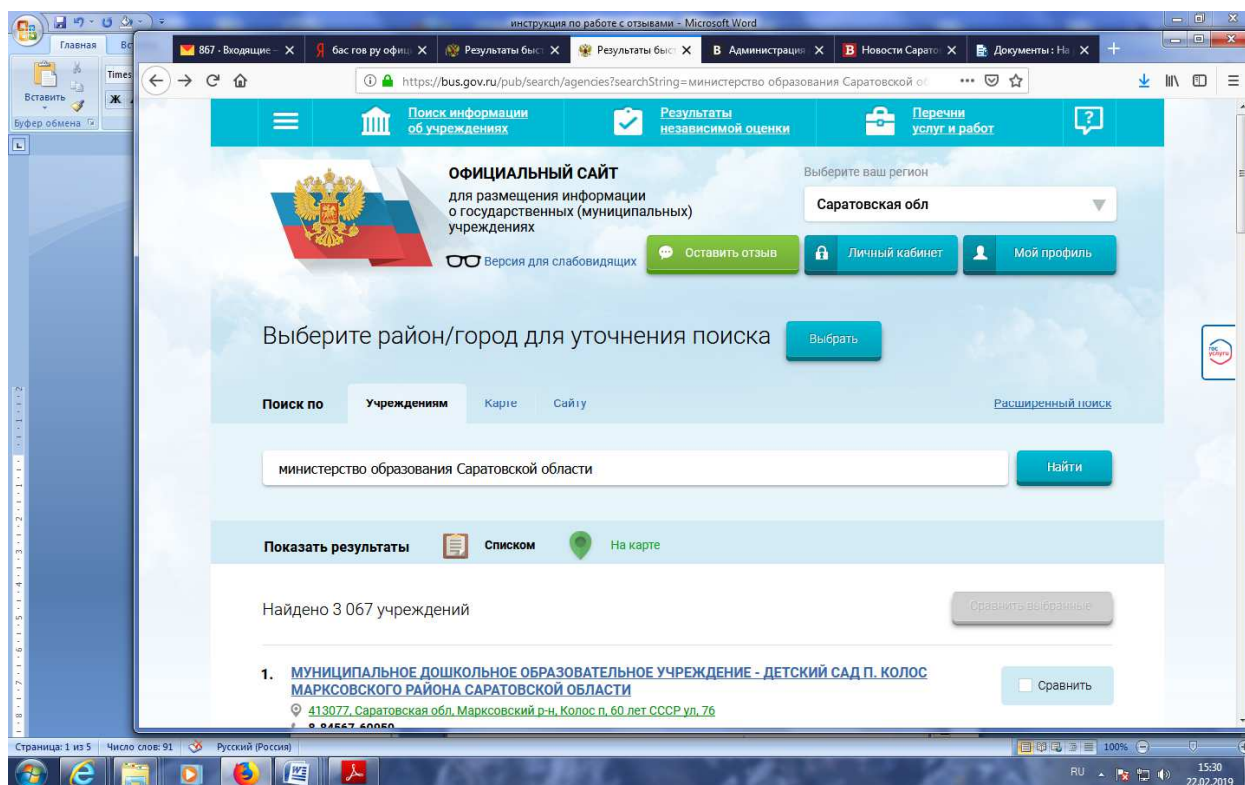 инструкция по работе с отзывами - Microsoft Word
Главная
Вс
Вставить
Times
Ж
Буфер обмена
867 · Входящие –
бас гов ру офиц
Результаты быст
Результаты быст
Администрация
Новости Сарато
Документы : На
https://bus.gov.ru/pub/search/agencies?searchString=министерство образования Саратовской об
Поиск информации
об учреждениях
Результаты
независимой оценки
Перечни
услуг и работ
ОФИЦИАЛЬНЫЙ САЙТ
для размещения информации
о государственных (муниципальных)
учреждениях
Версия для слабовидящих
Выберите ваш регион
Саратовская обл
Оставить отзыв
Личный кабинет
Мой профиль
Выберите район/город для уточнения поиска
Выбрать
гос
услуги
Поиск по
Учреждениям
Карте
Сайту
Расширенный поиск
министерство образования Саратовской области
Найти
Показать результаты
Списком
На карте
Найдено 3 067 учреждений
Сравнить выбранные
1. МУНИЦИПАЛЬНОЕ ДОШКОЛЬНОЕ ОБРАЗОВАТЕЛЬНОЕ УЧРЕЖДЕНИЕ - ДЕТСКИЙ САД П. КОЛОС
МАРКСОВСКОГО РАЙОНА САРАТОВСКОЙ ОБЛАСТИ
Сравнить
413077, Саратовская обл, Марксовский р-н, Колос п, 60 лет СССР ул, 76
8-84567-60959
Страница: 1 из 5
Число слов: 91
Русский (Россия)
100%
RU
15:30
22.02.2019